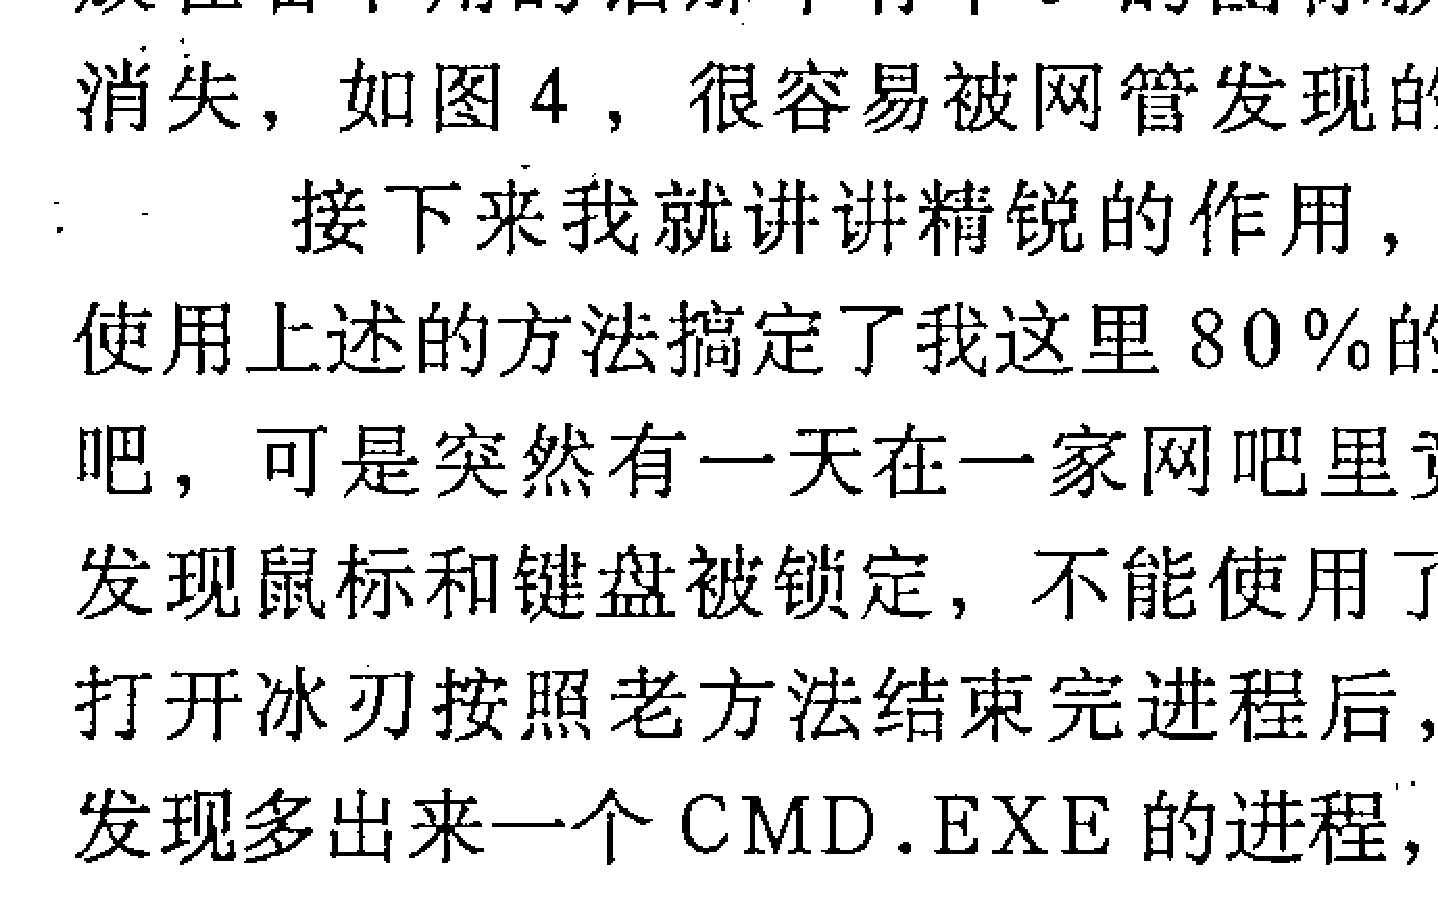 消失，如图4，很容易被网管发现的
接下来我就讲讲精锐的作用，
使用上述的方法搞定了我这里80%的
吧，可是突然有一天在一家网吧里
发现鼠标和键盘被锁定，不能使用了
打开冰刃按照老方法结束完进程后，
发现多出来一个CMD.EXE的进程，